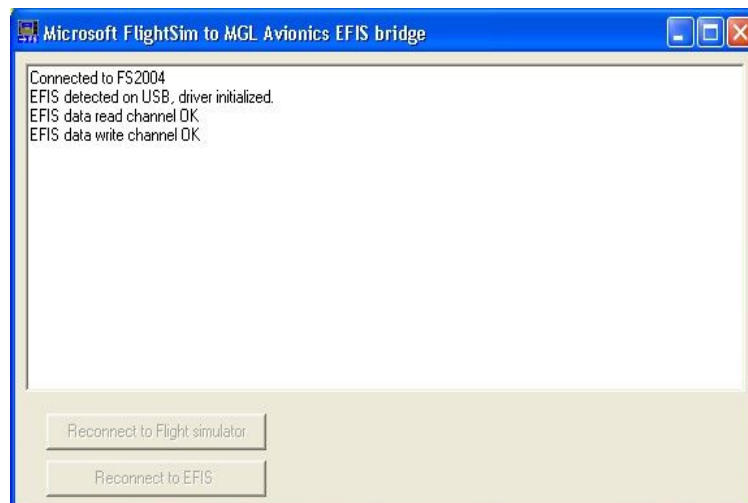 Microsoft FlightSim to MGL Avionics EFIS bridge
Connected to FS2004
EFIS detected on USB, driver initialized.
EFIS data read channel OK
EFIS data write channel OK
Reconnect to Flight simulator
Reconnect to EFIS